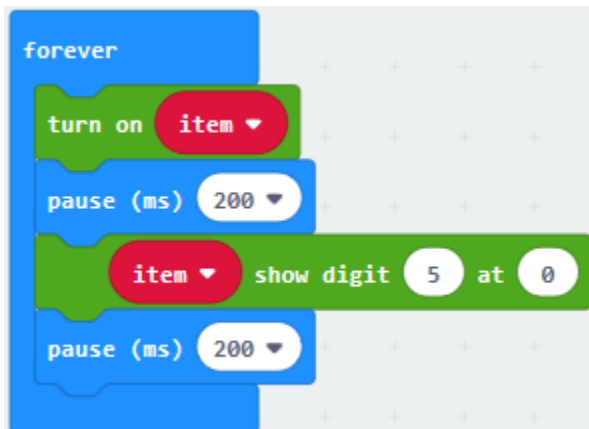 forever
turn on item
pause (ms) 200
item show digit 5 at 0
pause (ms) 200